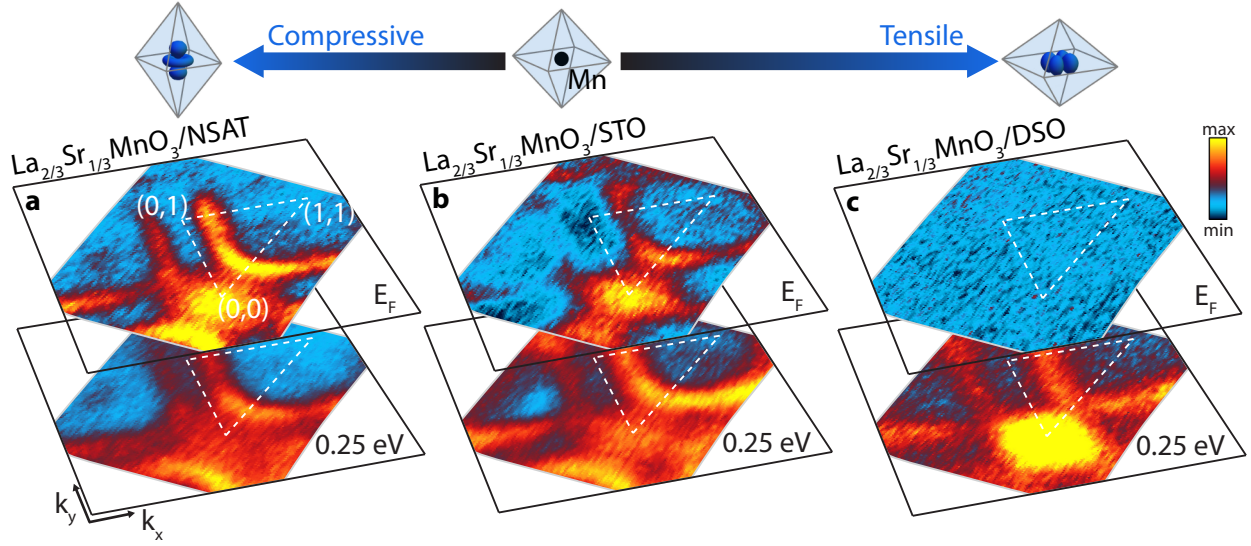 Compressive
Tensile
Mn
La2/3Sr1/3MnO3/NSAT
La2/3Sr1/3MnO3/STO
La2/3Sr1/3MnO3/DSO
max
min
a
b
c
(0,1)
(1,1)
(0,0)
EF
EF
EF
0.25 eV
0.25 eV
0.25 eV
ky
kx